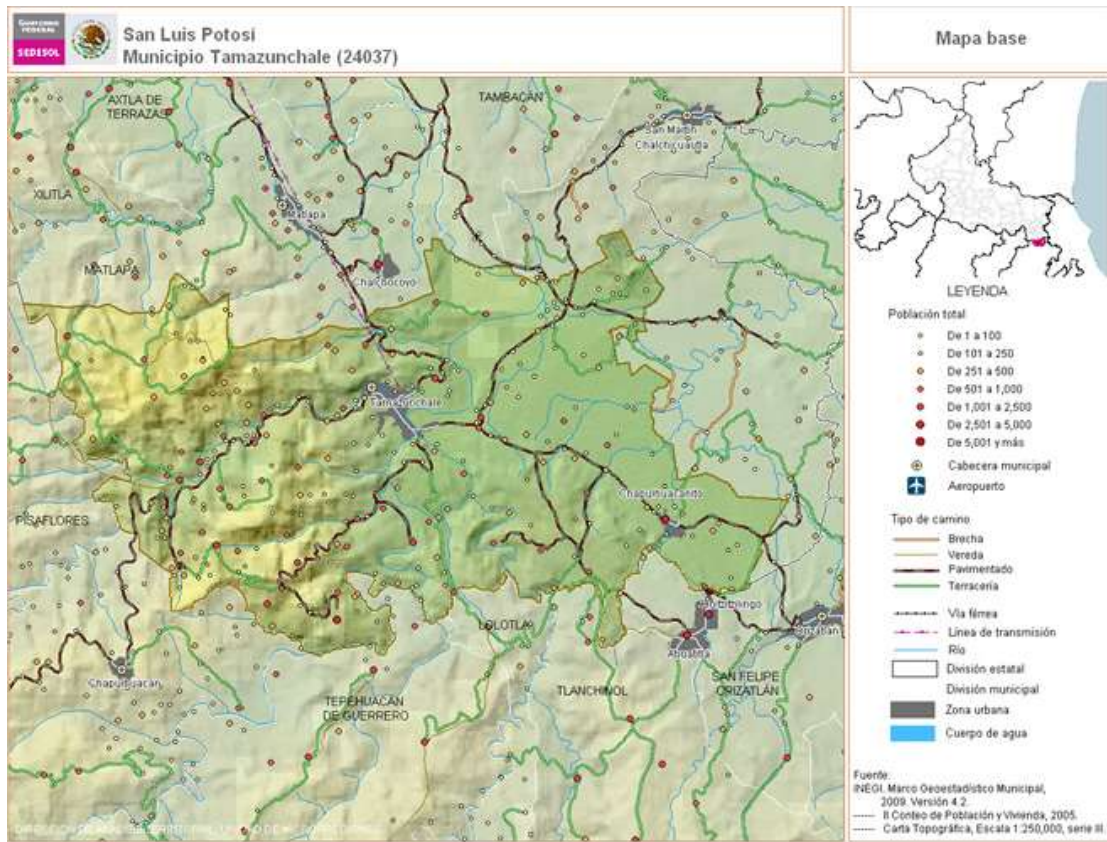 GOBIERNO
FEDERAL
SEDESOL
San Luis Potosí
Municipio Tamazunchale (24037)
Mapa base
AXTLA DE
TERRAZAS
TAMBACÁN
San Martín
Chalchicuautla
XILITLA
Matlapa
MATLAPA
Chalchocoyo
Tamazunchale
Chapulhuacanito
PISAFLORES
LOLOTLA
Chapulhuacán
TEPEHUACÁN
DE GUERRERO
TLANCHINOL
SAN FELIPE
ORIZATLÁN
Ahuatitla
Orizatlán
LEYENDA
Población total
De 1 a 100
De 101 a 250
De 251 a 500
De 501 a 1,000
De 1,001 a 2,500
De 2,501 a 5,000
De 5,001 y más
Cabecera municipal
Aeropuerto
Tipo de camino
Brecha
Vereda
Pavimentado
Terracería
Vía férrea
Línea de transmisión
Río
División estatal
División municipal
Zona urbana
Cuerpo de agua
Fuente:
INEGI. Marco Geoestadístico Municipal,
2009. Versión 4.2.
II Conteo de Población y Vivienda, 2005.
Carta Topográfica, Escala 1:250,000, serie III.